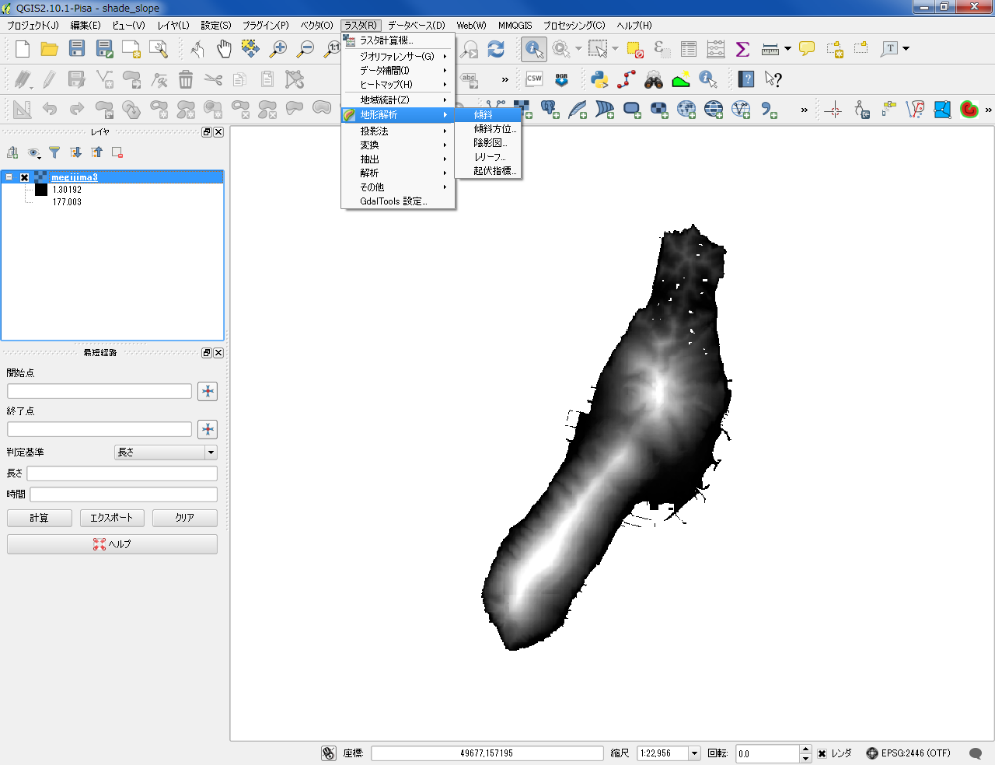 QGIS2.10.1-Pisa - shade_slope
プロジェクト(J) 編集(E) ビュー(V) レイヤ(L) 設定(S) プラグイン(P) ベクタ(O) ラスタ(R) データベース(D) Web(W) MMQGIS プロセッシング(C) ヘルプ(H)
ラスタ計算機...
ジオリファレンサー(G)
データ補間(I)
ヒートマップ(H)
地域統計(Z)
地形解析
投影法
変換
抽出
解析
その他
GdalTools 設定...
傾斜
傾斜方位...
陰影図...
レリーフ...
起伏指標...
abc
CSW
T
レイヤ
megijima3
1.30192
177.003
最短経路
開始点
終了点
判定基準 長さ
長さ
時間
計算 エクスポート クリア
ヘルプ
座標: 49677,157195 縮尺 1:22,956 回転: 0.0 レンダ EPSG:2446 (OTF)